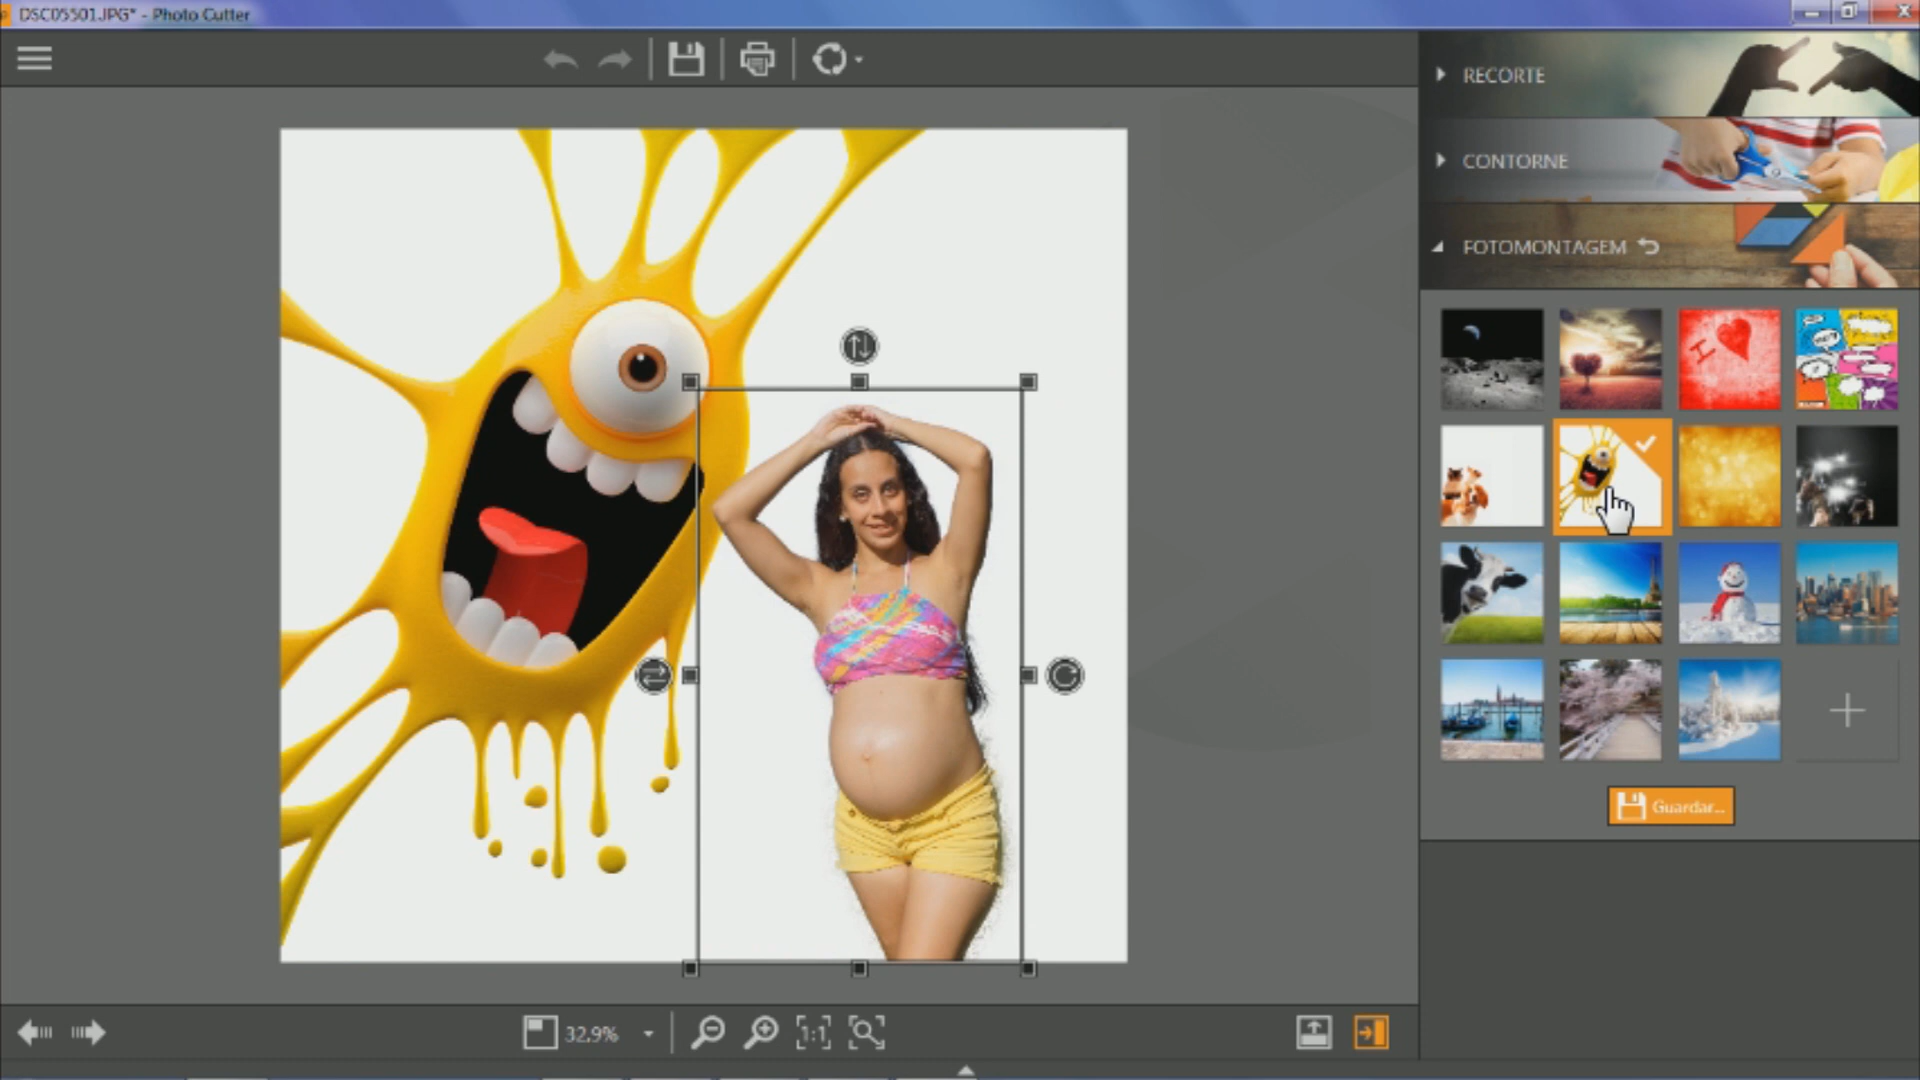 DSC05501.JPG* - Photo Cutter
RECORTE
CONTORNE
FOTOMONTAGEM
I
Guardar...
32,9%
1:1